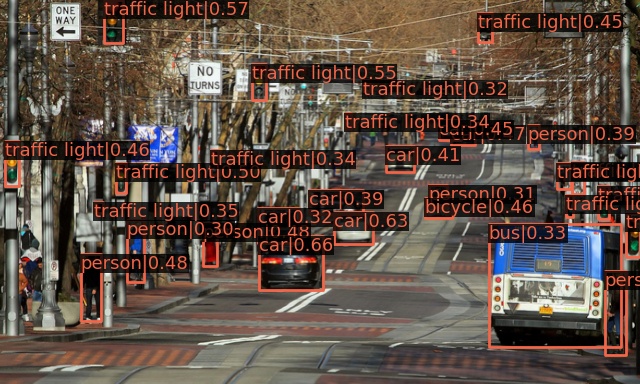 ONE
WAY
traffic light|0.57
traffic light|0.45
NO
TURNS
traffic light|0.55
traffic light|0.32
traffic light|0.34
person|0.39
traffic light|0.46
car|0.41
traffic light|0.34
traffic light|0.50
person|0.31
bicycle|0.46
car|0.39
traffic light|0.35
car|0.32
car|0.63
person|0.30
car|0.66
bus|0.33
person|0.48